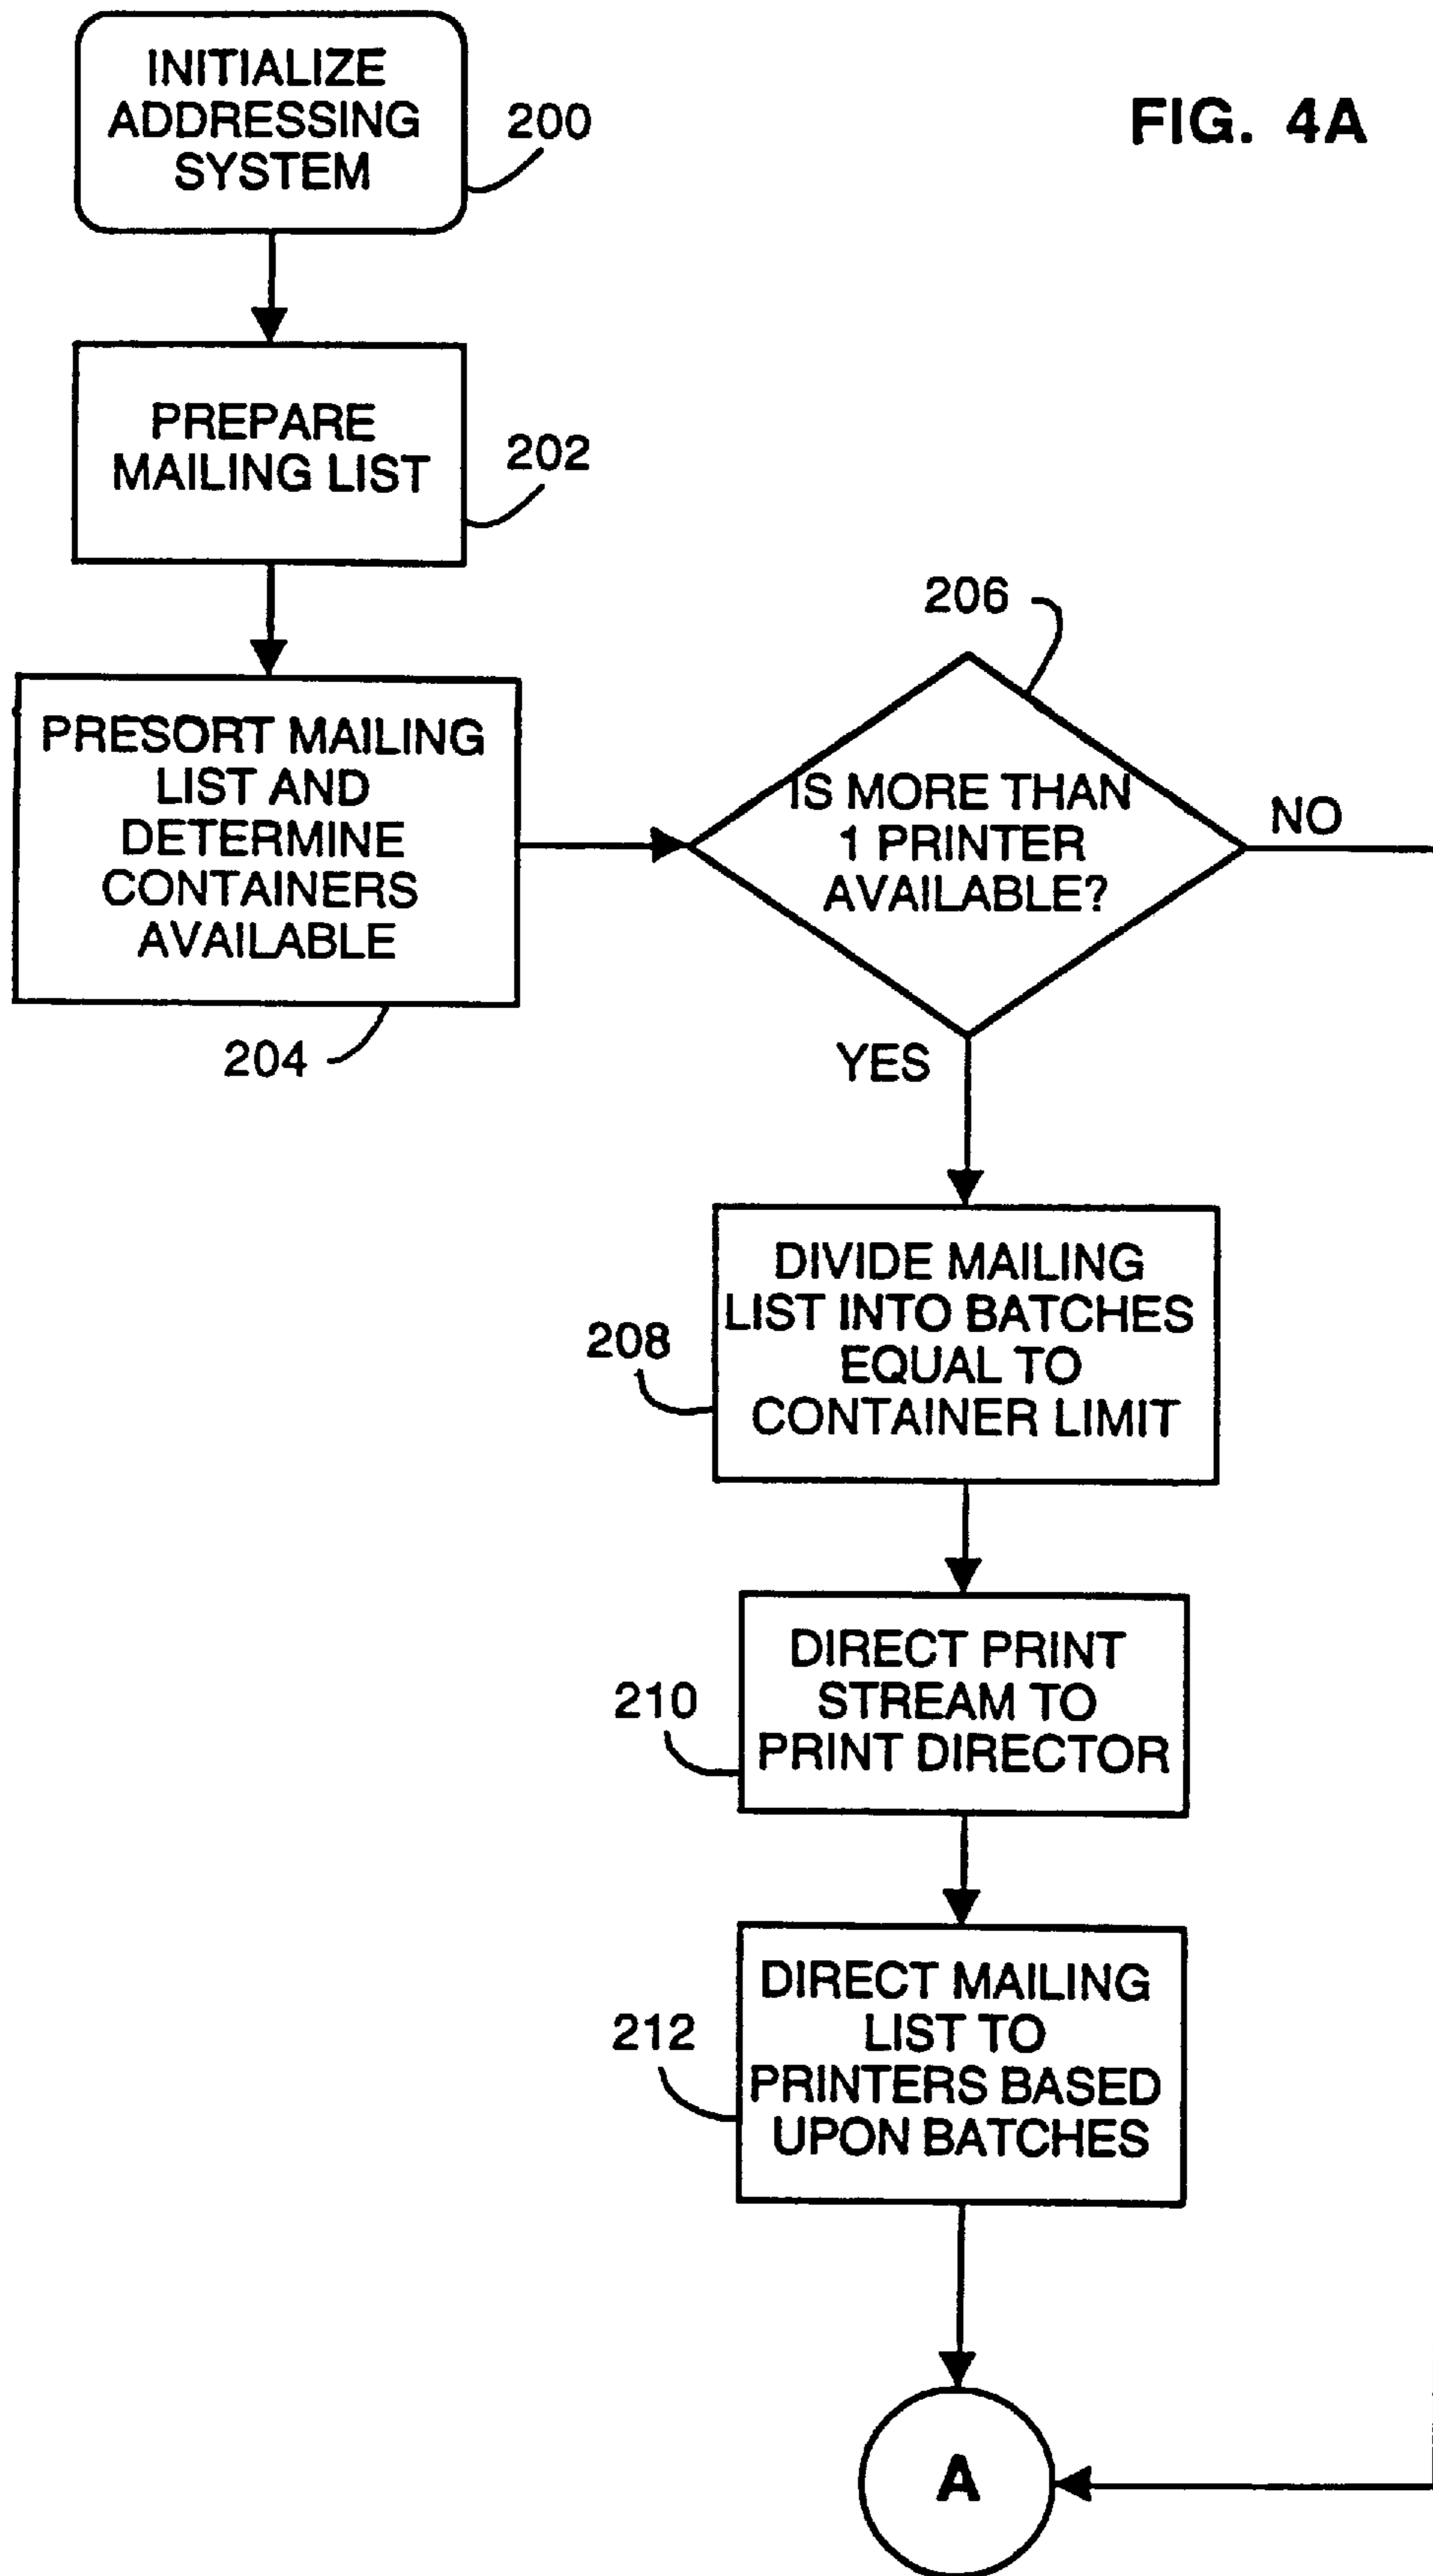 FIG. 4A
INITIALIZE
ADDRESSING
SYSTEM
200
PREPARE
MAILING LIST
202
PRESORT MAILING
LIST AND
DETERMINE
CONTAINERS
AVAILABLE
204
206
IS MORE THAN
1 PRINTER
AVAILABLE?
NO
YES
DIVIDE MAILING
LIST INTO BATCHES
EQUAL TO
CONTAINER LIMIT
208
DIRECT PRINT
STREAM TO
PRINT DIRECTOR
210
DIRECT MAILING
LIST TO
PRINTERS BASED
UPON BATCHES
212
A